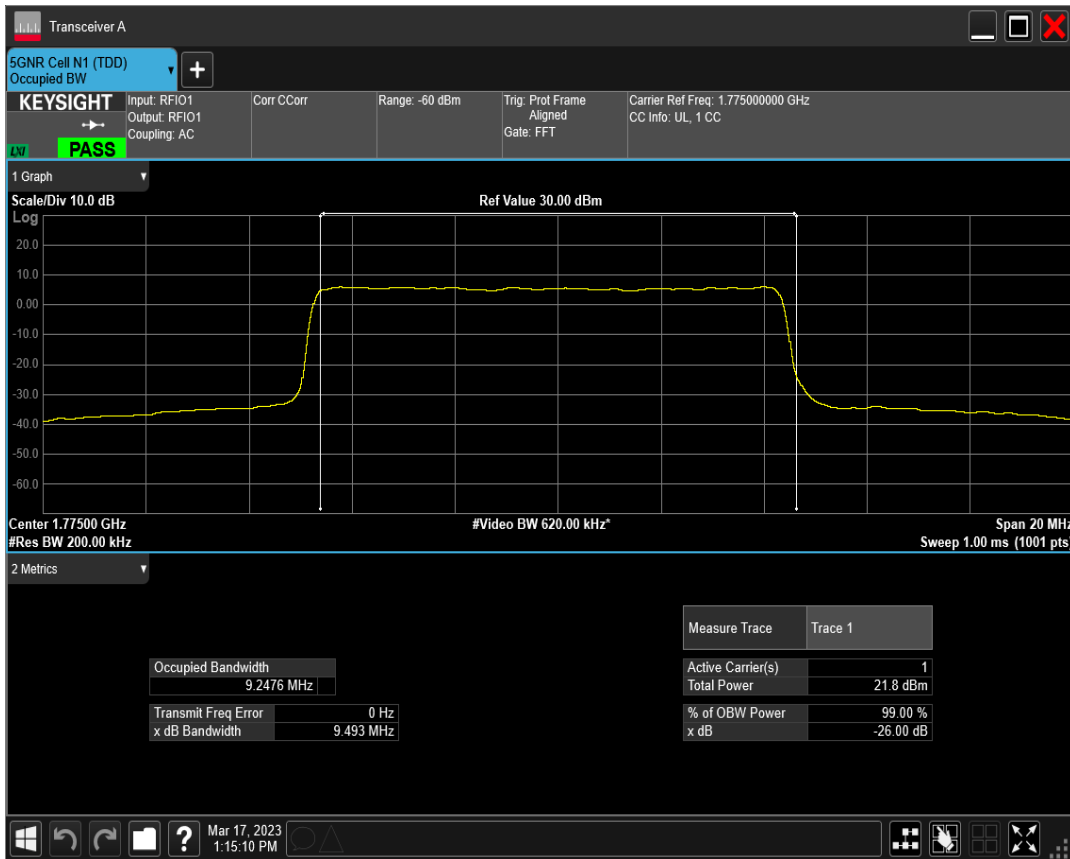 Transceiver A
5GNR Cell N1 (TDD)
Occupied BW
+
KEYSIGHT
LXI
PASS
Input: RFIO1
Output: RFIO1
Coupling: AC
Corr CCorr
Range: -60 dBm
Trig: Prot Frame
Aligned
Gate: FFT
Carrier Ref Freq: 1.775000000 GHz
CC Info: UL, 1 CC
1 Graph
Scale/Div 10.0 dB
Ref Value 30.00 dBm
Log
20.0
10.0
0.00
-10.0
-20.0
-30.0
-40.0
-50.0
-60.0
Center 1.77500 GHz
#Video BW 620.00 kHz*
Span 20 MHz
#Res BW 200.00 kHz
Sweep 1.00 ms (1001 pts)
2 Metrics
Measure Trace
Trace 1
Occupied Bandwidth
9.2476 MHz
Active Carrier(s)
1
Total Power
21.8 dBm
Transmit Freq Error
0 Hz
x dB Bandwidth
9.493 MHz
% of OBW Power
99.00 %
x dB
-26.00 dB
?
Mar 17, 2023
1:15:10 PM